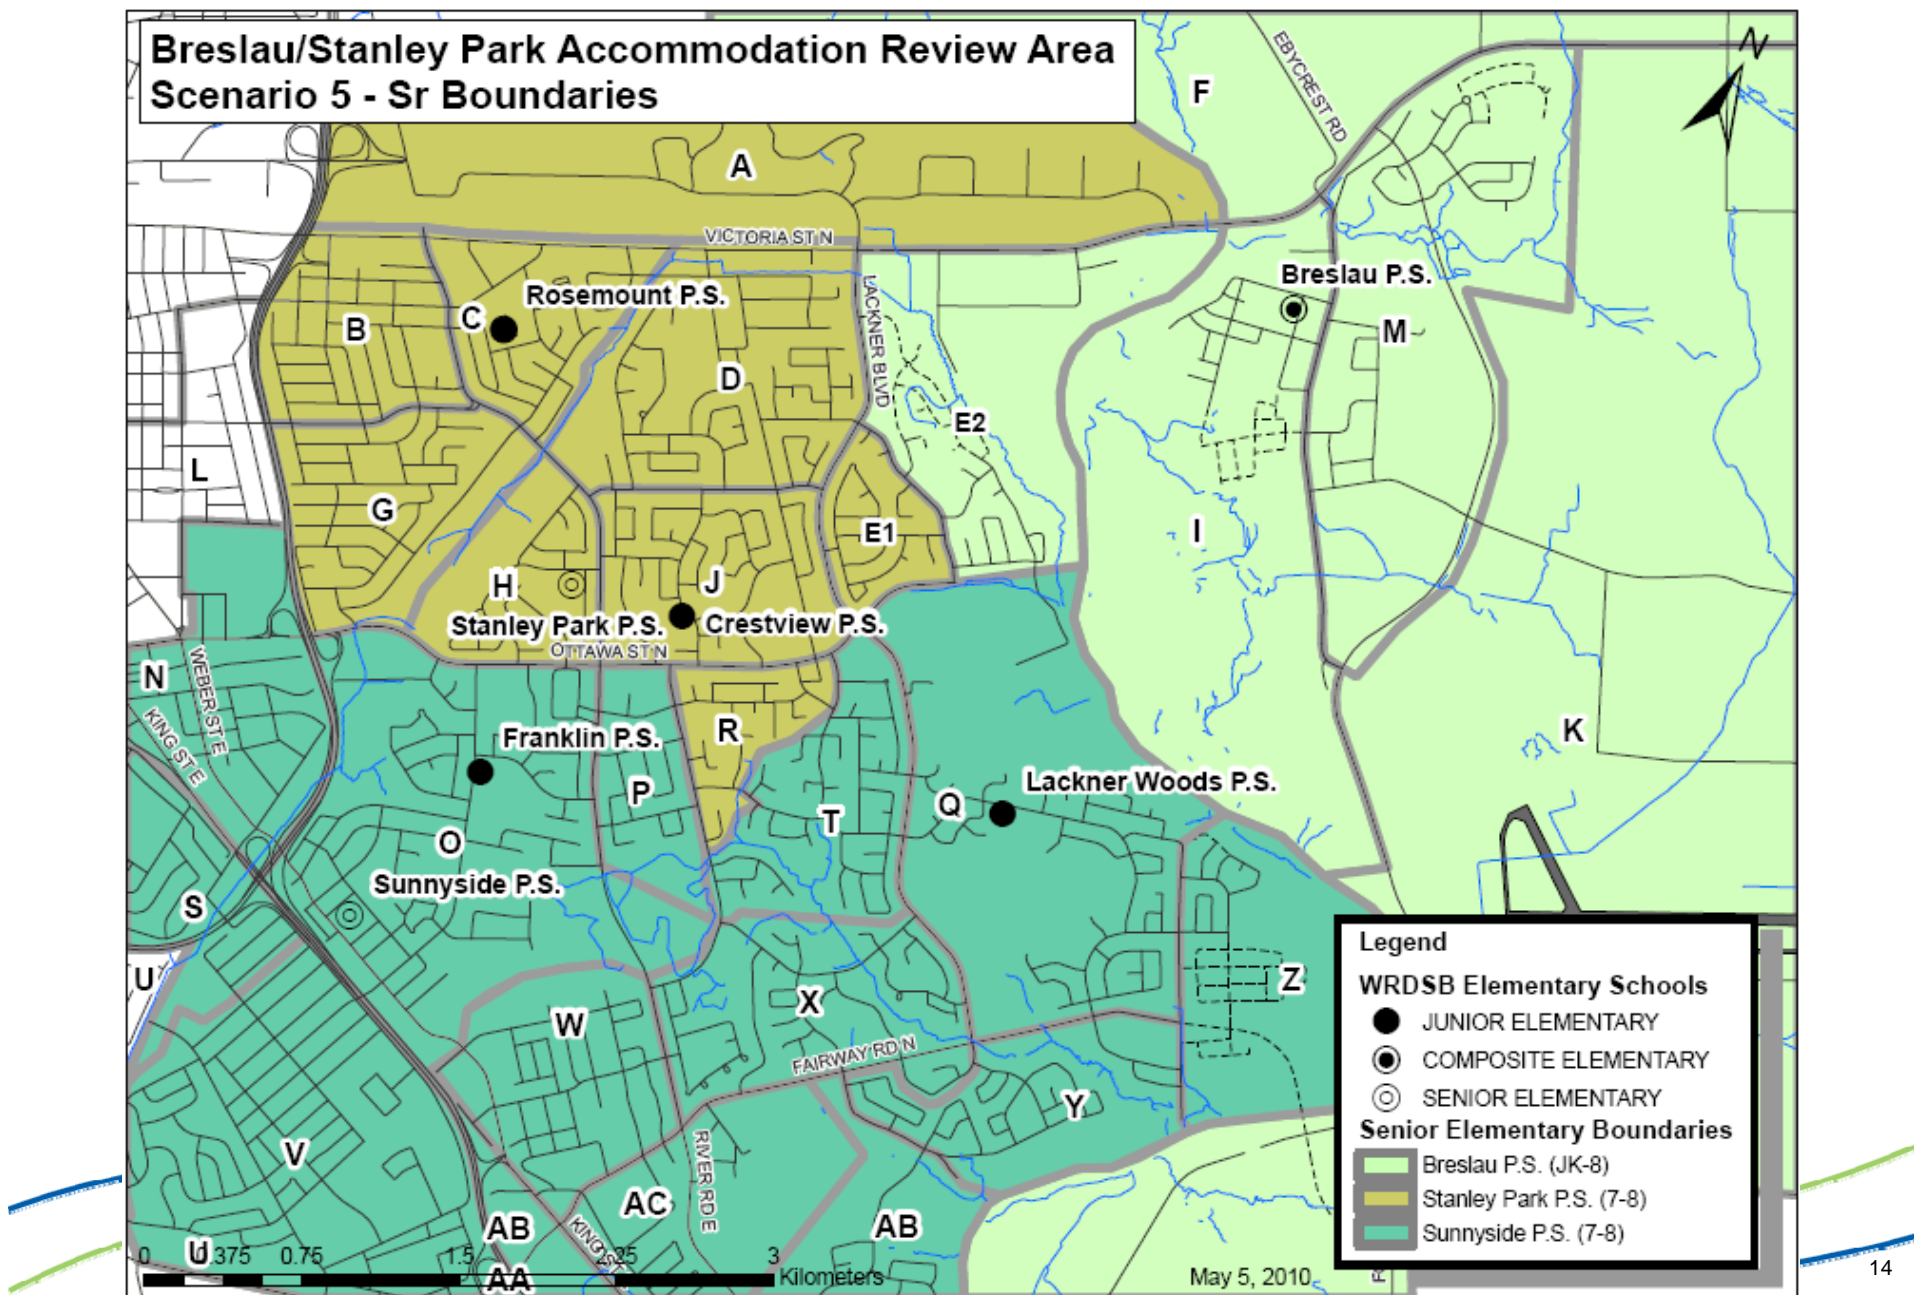 Breslau/Stanley Park Accommodation Review Area
Scenario 5 - Sr Boundaries
N
F
EBYCREST RD
A
VICTORIA ST N
Breslau P.S.
Rosemount P.S.
LACKNER BLVD
B
C
M
D
E2
L
G
E1
I
H
J
Stanley Park P.S.
Crestview P.S.
OTTAWA ST N
N
WEBER ST E
KING ST E
R
K
Franklin P.S.
P
Lackner Woods P.S.
Q
T
O
Sunnyside P.S.
S
U
X
Z
W
FAIRWAY RD N
Y
V
RIVER RD E
AC
AB
AB
KING ST
U
AA
0 0.375 0.75 1.5 2.25 3
Kilometers
May 5, 2010
Legend
WRDSB Elementary Schools
JUNIOR ELEMENTARY
COMPOSITE ELEMENTARY
SENIOR ELEMENTARY
Senior Elementary Boundaries
Breslau P.S. (JK-8)
Stanley Park P.S. (7-8)
Sunnyside P.S. (7-8)
14